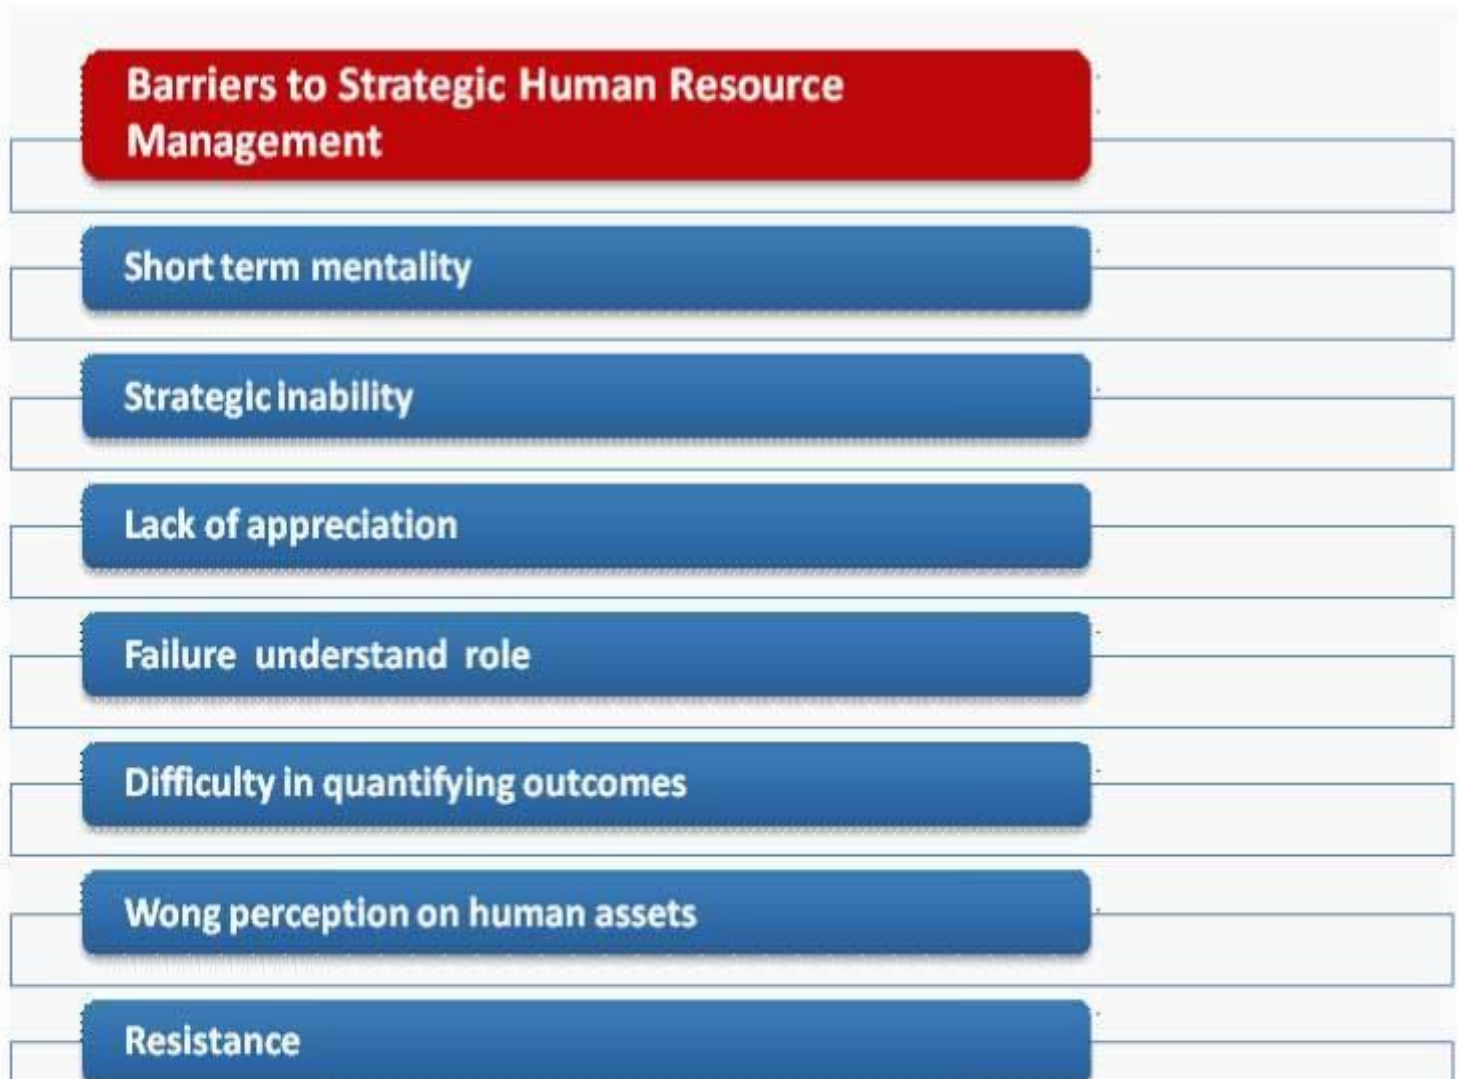 Barriers to Strategic Human Resource
Management
Short term mentality
Strategic inability
Lack of appreciation
Failure understand role
Difficulty in quantifying outcomes
Wong perception on human assets
Resistance